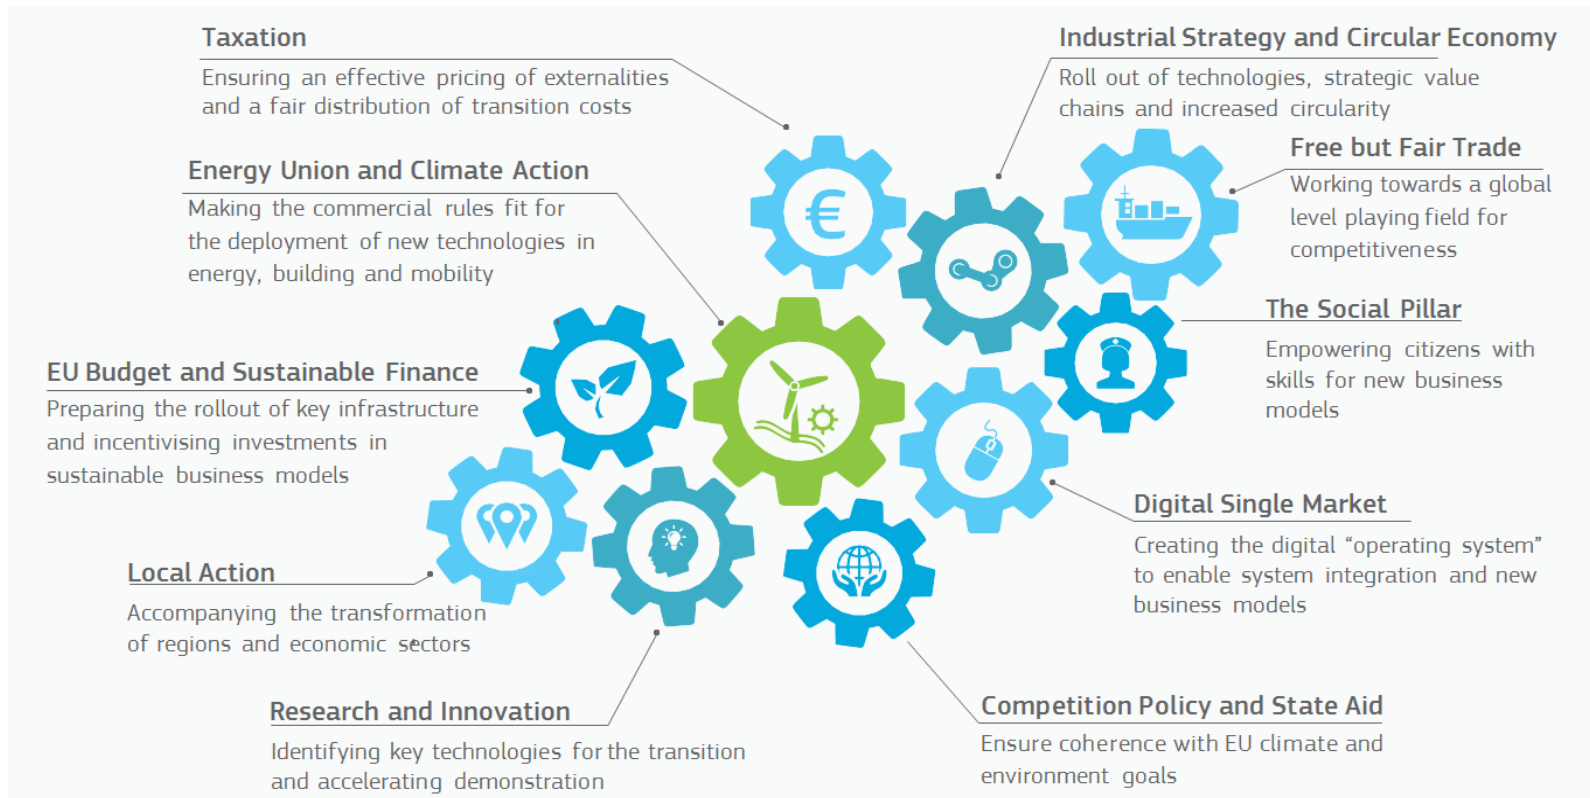 Taxation
Ensuring an effective pricing of externalities
and a fair distribution of transition costs
Industrial Strategy and Circular Economy
Roll out of technologies, strategic value
chains and increased circularity
Free but Fair Trade
Working towards a global
level playing field for
competitiveness
Energy Union and Climate Action
Making the commercial rules fit for
the deployment of new technologies in
energy, building and mobility
€
The Social Pillar
Empowering citizens with
skills for new business
models
EU Budget and Sustainable Finance
Preparing the rollout of key infrastructure
and incentivising investments in
sustainable business models
Digital Single Market
Creating the digital “operating system”
to enable system integration and new
business models
Local Action
Accompanying the transformation
of regions and economic sectors
Research and Innovation
Identifying key technologies for the transition
and accelerating demonstration
Competition Policy and State Aid
Ensure coherence with EU climate and
environment goals